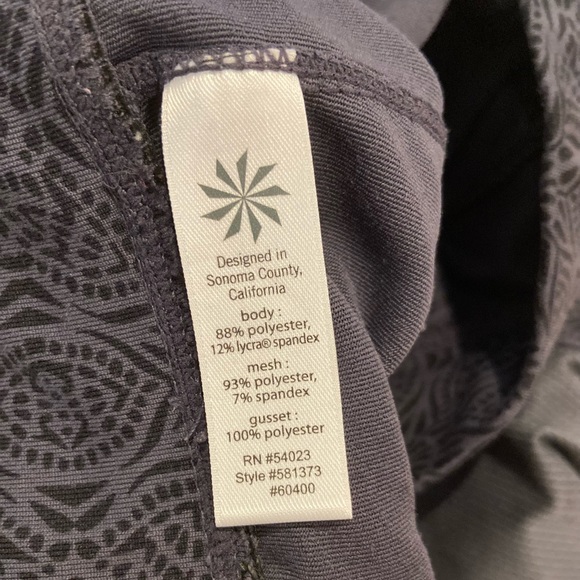 Designed in
Sonoma County,
California
body :
88% polyester,
12% lycra® spandex
mesh :
93% polyester,
7% spandex
gusset :
100% polyester
RN #54023
Style #581373
#60400